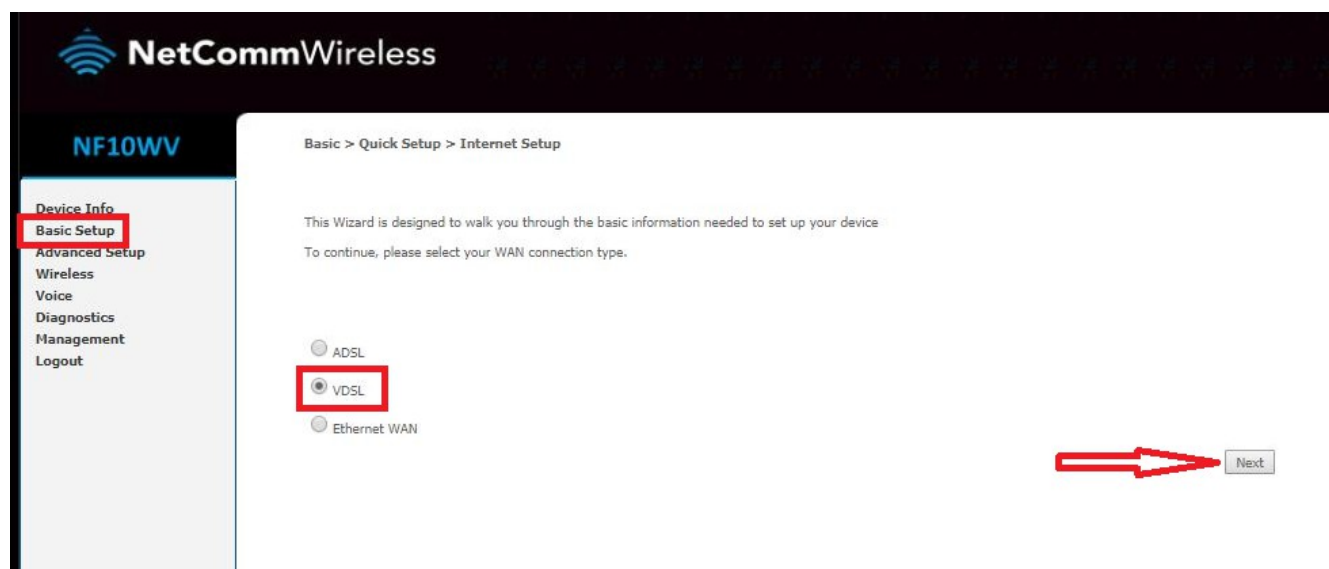 NetCommWireless
NF10WV
Device Info
Basic Setup
Advanced Setup
Wireless
Voice
Diagnostics
Management
Logout
Basic > Quick Setup > Internet Setup
This Wizard is designed to walk you through the basic information needed to set up your device
To continue, please select your WAN connection type.
ADSL
VDSL
Ethernet WAN
Next